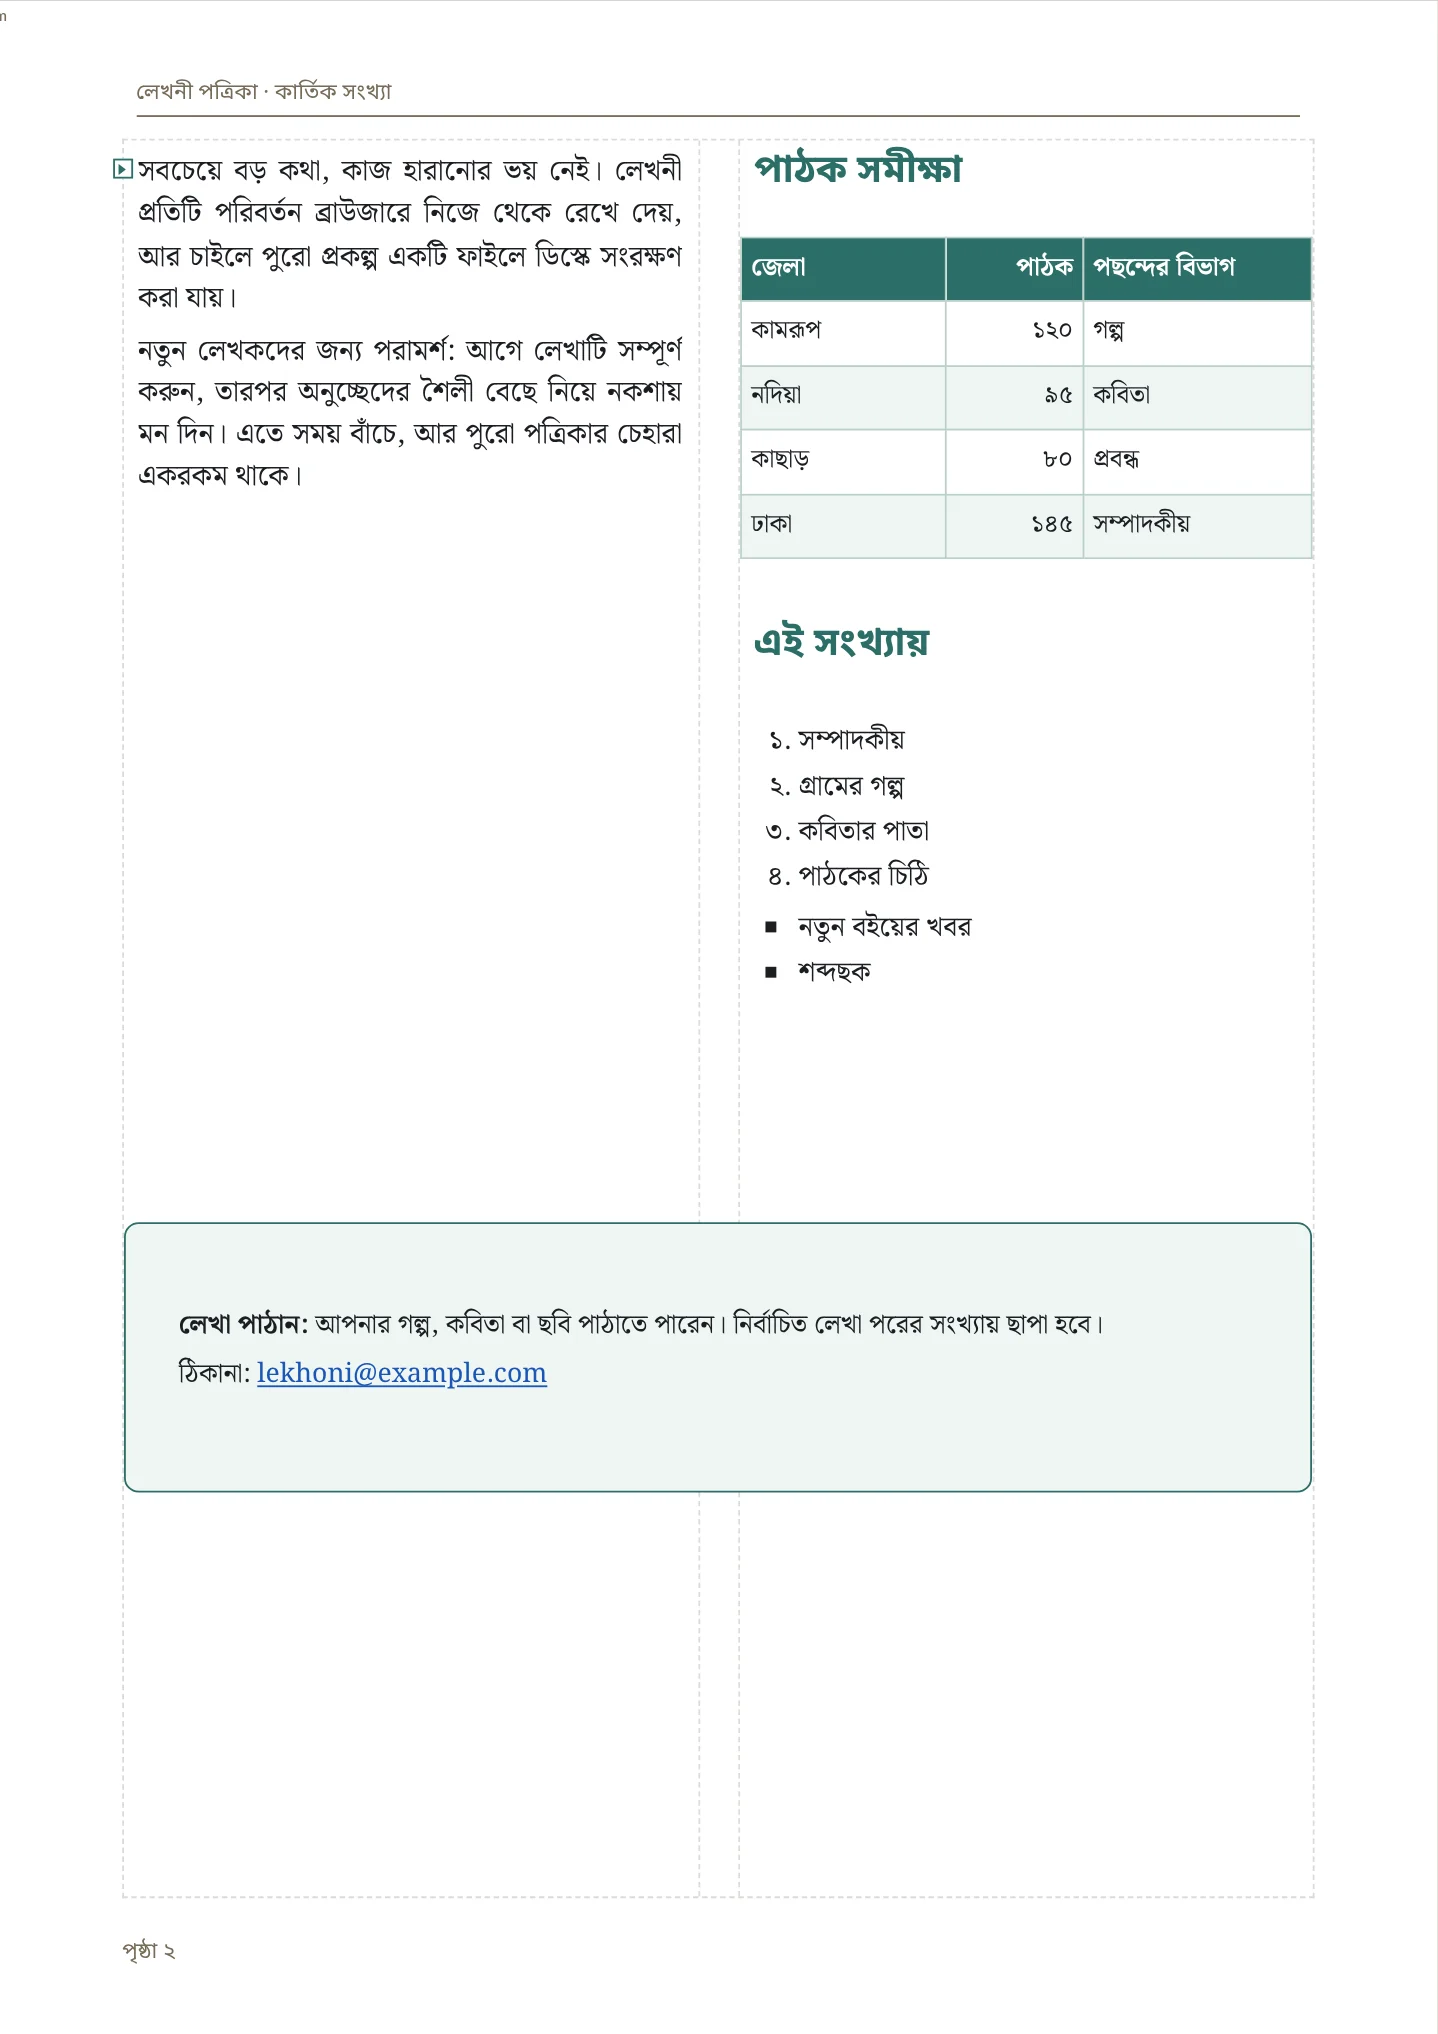 লেখনী পত্রিকা · কার্তিক সংখ্যা
সবচেয়ে বড় কথা, কাজ হারানোর ভয় নেই। লেখনী
প্রতিটি পরিবর্তন ব্রাউজারে নিজে থেকে রেখে দেয়,
আর চাইলে পুরো প্রকল্প একটি ফাইলে ডিস্কে সংরক্ষণ
করা যায়।
নতুন লেখকদের জন্য পরামর্শ: আগে লেখাটি সম্পূর্ণ
করুন, তারপর অনুচ্ছেদের শৈলী বেছে নিয়ে নকশায়
মন দিন। এতে সময় বাঁচে, আর পুরো পত্রিকার চেহারা
একরকম থাকে।
পাঠক সমীক্ষা
জেলা পাঠক পছন্দের বিভাগ
কামরূপ ১২০ গল্প
নদিয়া ৯৫ কবিতা
কাছাড় ৮০ প্রবন্ধ
ঢাকা ১৪৫ সম্পাদকীয়
এই সংখ্যায়
১. সম্পাদকীয়
২. গ্রামের গল্প
৩. কবিতার পাতা
৪. পাঠকের চিঠি
▪ নতুন বইয়ের খবর
▪ শব্দছক
লেখা পাঠান: আপনার গল্প, কবিতা বা ছবি পাঠাতে পারেন। নির্বাচিত লেখা পরের সংখ্যায় ছাপা হবে।
ঠিকানা: lekhoni@example.com
পৃষ্ঠা ২